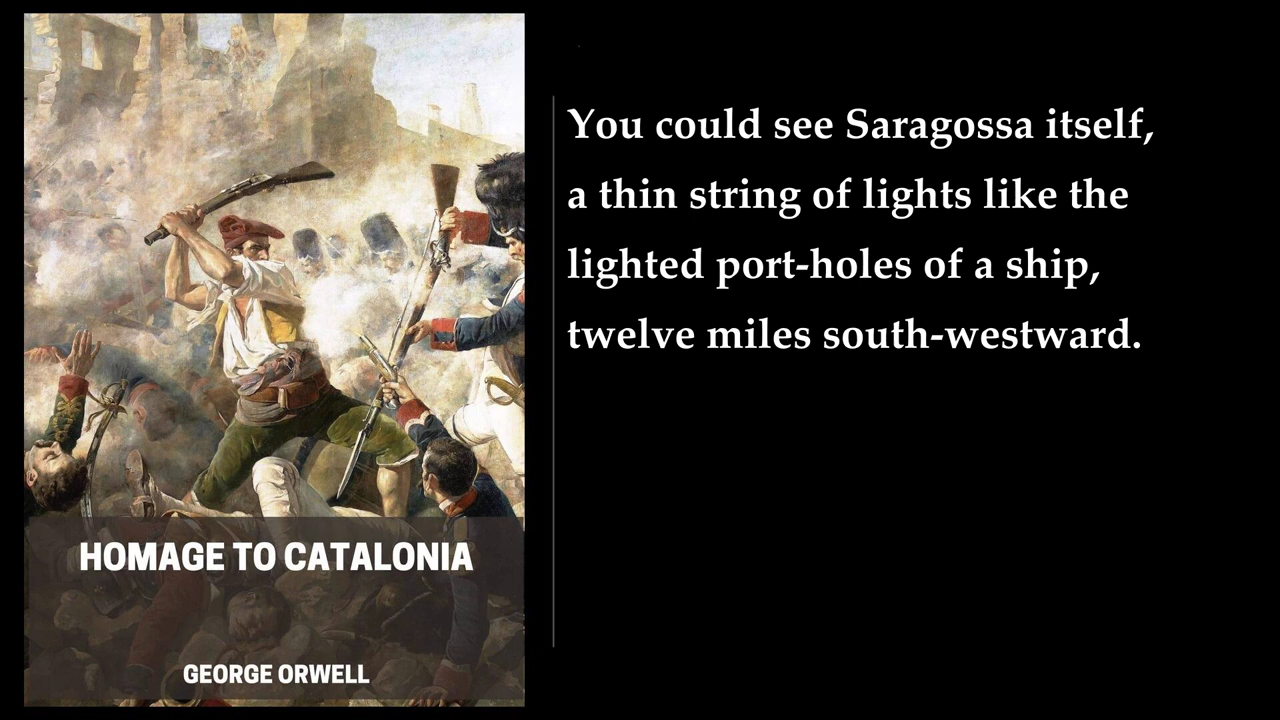 You could see Saragossa itself,
a thin string of lights like the
lighted port-holes of a ship,
twelve miles south-westward.
HOMAGE TO CATALONIA
GEORGE ORWELL